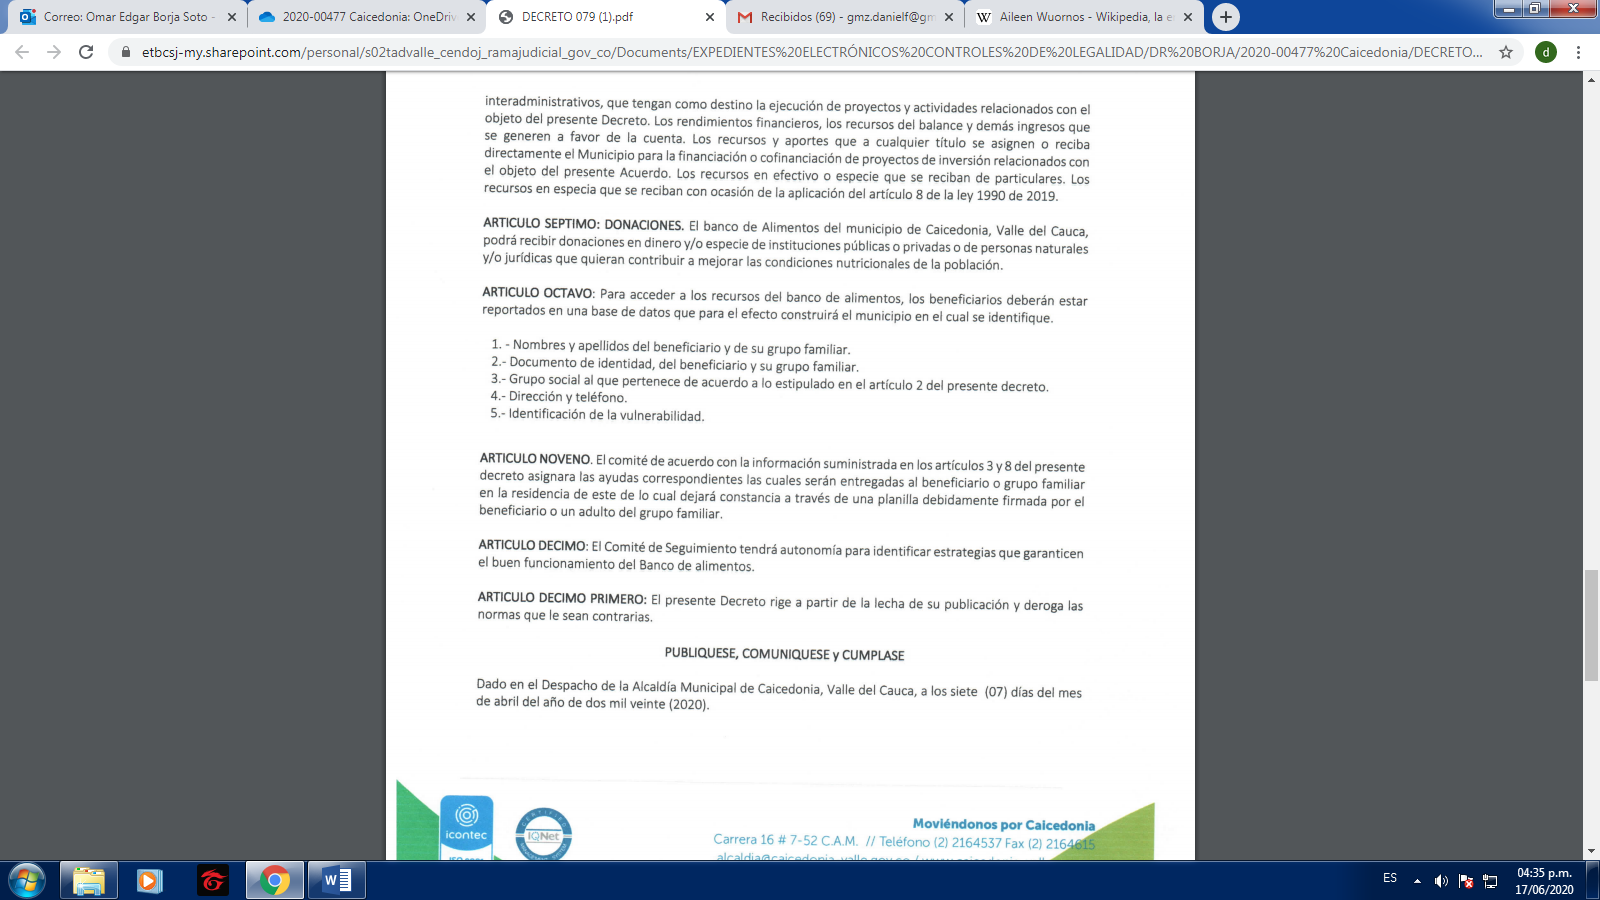 Correo: Omar Edgar Borja Soto -
2020-00477 Caicedonia: OneDriv
DECRETO 079 (1).pdf
Recibidos (69) - gmz.danielf@gm
Aileen Wuornos - Wikipedia, la e
etbcsj-my.sharepoint.com/personal/s02tadvalle_cendoj_ramajudicial_gov_co/Documents/EXPEDIENTES%20ELECTRÓNICOS%20CONTROLES%20DE%20LEGALIDAD/DR%20BORJA/2020-00477%20Caicedonia/DECRETO...
d
interadministrativos, que tengan como destino la ejecución de proyectos y actividades relacionados con el
objeto del presente Decreto. Los rendimientos financieros, los recursos del balance y demás ingresos que
se generen a favor de la cuenta. Los recursos y aportes que a cualquier título se asignen o reciba
directamente el Municipio para la financiación o cofinanciación de proyectos de inversión relacionados con
el objeto del presente Acuerdo. Los recursos en efectivo o especie que se reciban de particulares. Los
recursos en especia que se reciban con ocasión de la aplicación del artículo 8 de la ley 1990 de 2019.
ARTICULO SEPTIMO: DONACIONES. El banco de Alimentos del municipio de Caicedonia, Valle del Cauca,
podrá recibir donaciones en dinero y/o especie de instituciones públicas o privadas o de personas naturales
y/o jurídicas que quieran contribuir a mejorar las condiciones nutricionales de la población.
ARTICULO OCTAVO: Para acceder a los recursos del banco de alimentos, los beneficiarios deberán estar
reportados en una base de datos que para el efecto construirá el municipio en el cual se identifique.
1. - Nombres y apellidos del beneficiario y de su grupo familiar.
2.- Documento de identidad, del beneficiario y su grupo familiar.
3.- Grupo social al que pertenece de acuerdo a lo estipulado en el artículo 2 del presente decreto.
4.- Dirección y teléfono.
5.- Identificación de la vulnerabilidad.
ARTICULO NOVENO. El comité de acuerdo con la información suministrada en los artículos 3 y 8 del presente
decreto asignara las ayudas correspondientes las cuales serán entregadas al beneficiario o grupo familiar
en la residencia de este de lo cual dejará constancia a través de una planilla debidamente firmada por el
beneficiario o un adulto del grupo familiar.
ARTICULO DECIMO: El Comité de Seguimiento tendrá autonomía para identificar estrategias que garanticen
el buen funcionamiento del Banco de alimentos.
ARTICULO DECIMO PRIMERO: El presente Decreto rige a partir de la lecha de su publicación y deroga las
normas que le sean contrarias.
PUBLIQUESE, COMUNIQUESE y CUMPLASE
Dado en el Despacho de la Alcaldía Municipal de Caicedonia, Valle del Cauca, a los siete (07) días del mes
de abril del año de dos mil veinte (2020).
icontec
CERTIFIED
IQNet
Moviéndonos por Caicedonia
Carrera 16 # 7-52 C.A.M. // Teléfono (2) 2164537 Fax (2) 2164615
ES
04:35 p.m.
17/06/2020